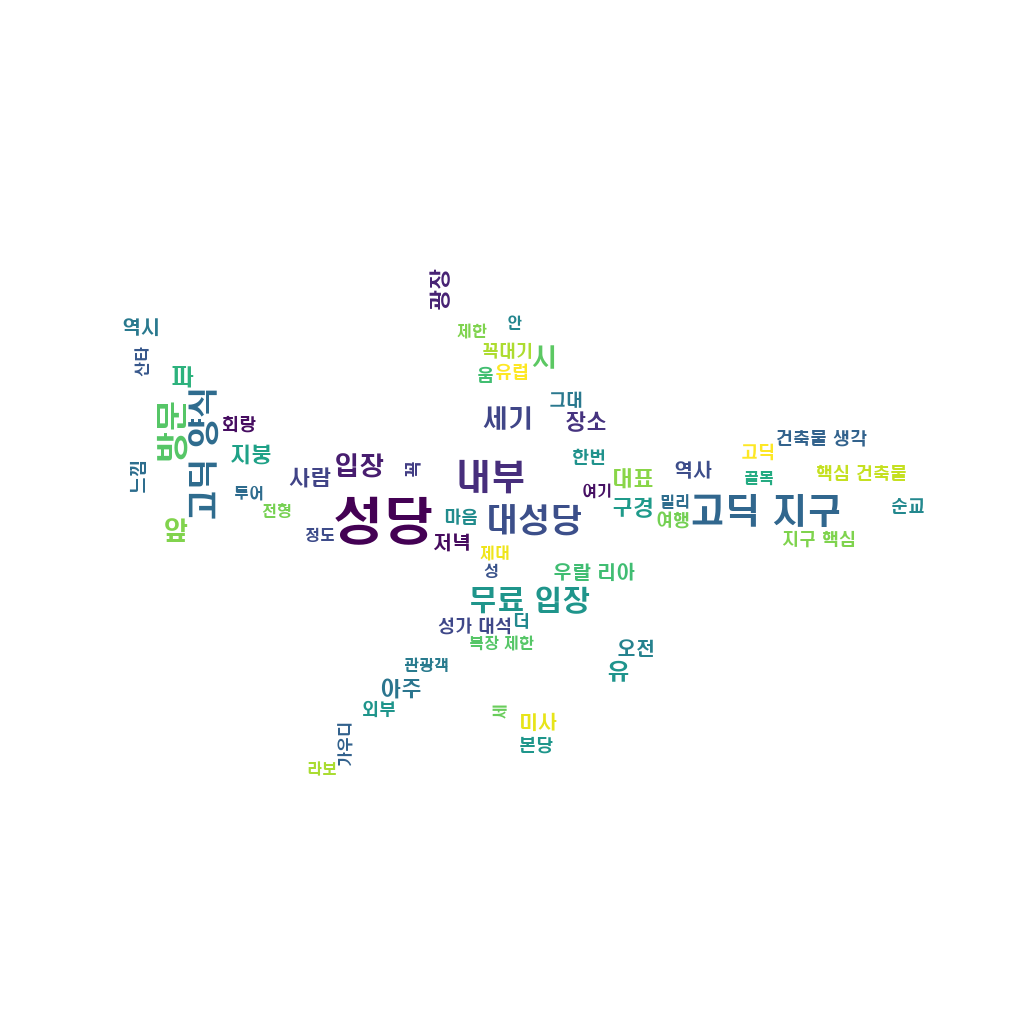 광장
역시
제한
안
산타
꼭대기
시
파
움
유럽
그대
고딕 양식
방문
회랑
세기
장소
건축물 생각
지붕
입장
꼭
내부
한번
고딕
느낌
사람
대표
역사
골목
핵심 건축물
투어
여기
밀리
전형
성당
마음
대성당
구경
여행
고딕 지구
순교
앞
정도
저녁
제대
지구 핵심
성
우랄 리아
무료 입장
성가 대석
더
복장 제한
오전
관광객
유
아주
외부
뜻
미사
가우디
본당
라보